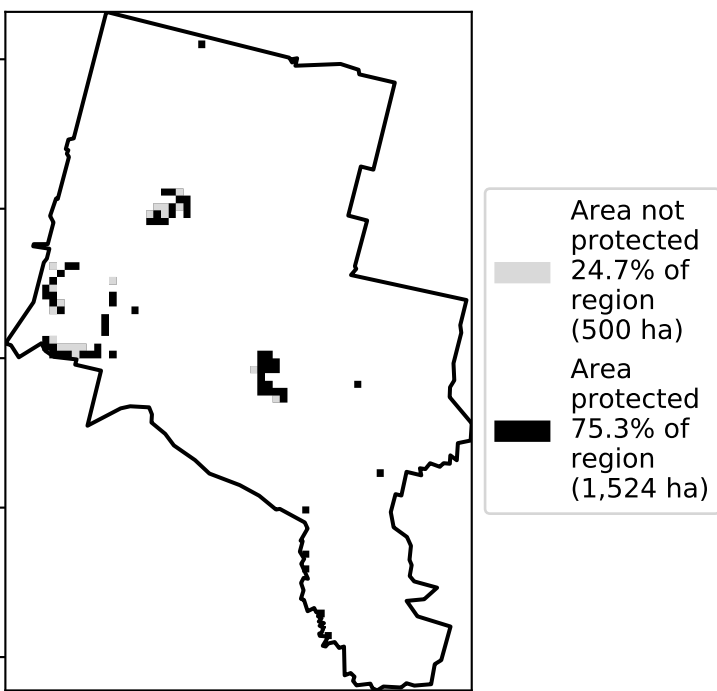 Area not
protected
24.7% of
region
(500 ha)
Area
protected
75.3% of
region
(1,524 ha)